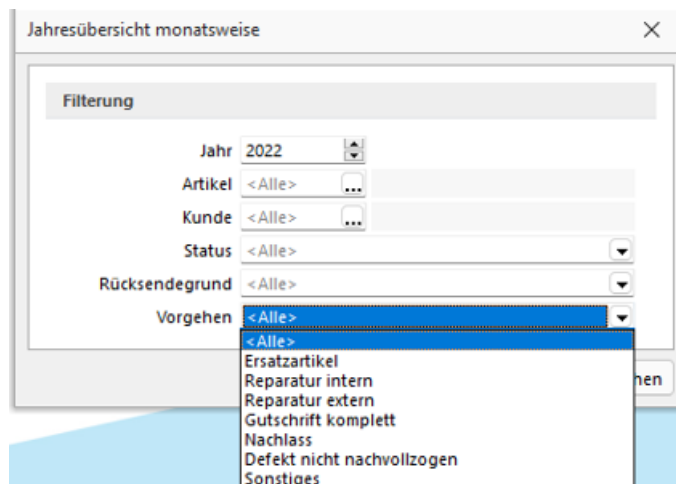 Jahresübersicht monatsweise
Filterung
Jahr 2022
Artikel <Alle> ...
Kunde <Alle> ...
Status <Alle>
Rücksendegrund <Alle>
Vorgehen <Alle>
<Alle>
Ersatzartikel
Reparatur intern
Reparatur extern
Gutschrift komplett
Nachlass
Defekt nicht nachvollzogen
Sonstiges